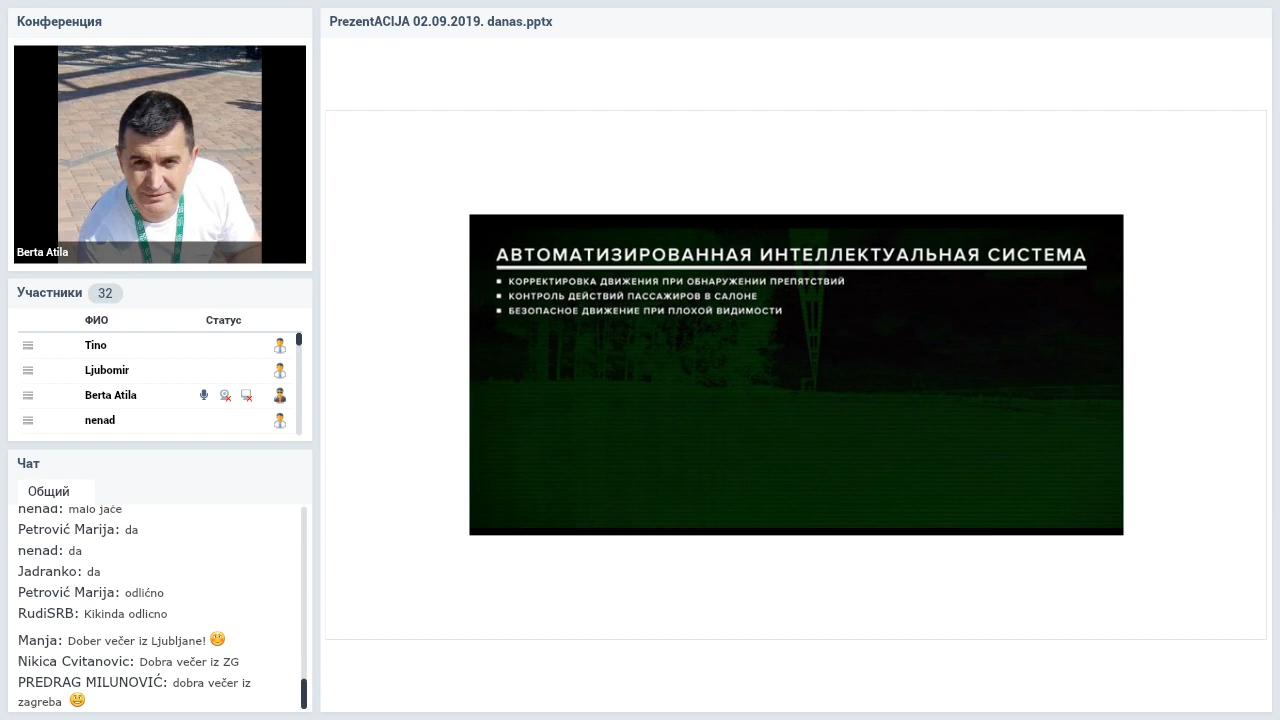 Конференция
Berta Atila
Участники 32
ФИО Статус
Tino
Ljubomir
Berta Atila
nenad
Чат
Общий
nenad: malo jače
Petrović Marija: da
nenad: da
Jadranko: da
Petrović Marija: odlićno
RudiSRB: Kikinda odlicno
Manja: Dober večer iz Ljubljane!
Nikica Cvitanovic: Dobra večer iz ZG
PREDRAG MILUNOVIĆ: dobra večer iz
zagreba
PrezentACIJA 02.09.2019. danas.pptx
АВТОМАТИЗИРОВАННАЯ ИНТЕЛЛЕКТУАЛЬНАЯ СИСТЕМА
▪ КОРРЕКТИРОВКА ДВИЖЕНИЯ ПРИ ОБНАРУЖЕНИИ ПРЕПЯТСТВИЙ
▪ КОНТРОЛЬ ДЕЙСТВИЙ ПАССАЖИРОВ В САЛОНЕ
▪ БЕЗОПАСНОЕ ДВИЖЕНИЕ ПРИ ПЛОХОЙ ВИДИМОСТИ